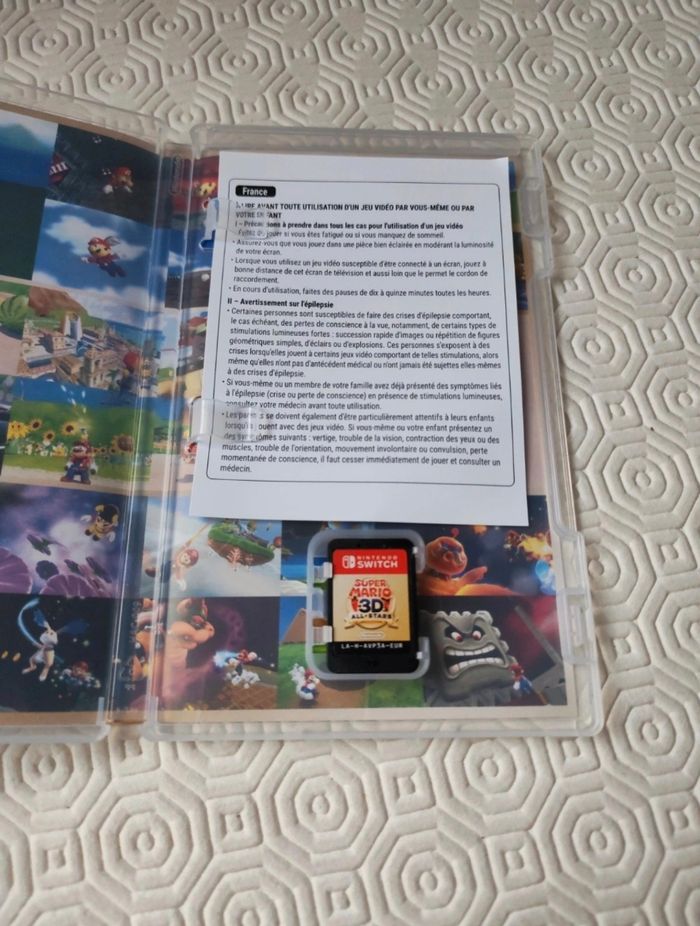 France
AVANT TOUTE UTILISATION D'UN JEU VIDÉO PAR VOUS-MÊME OU PAR
VOTRE ENFANT
I – Précautions à prendre dans tous les cas pour l'utilisation d'un jeu vidéo
jouer si vous êtes fatigué ou si vous manquez de sommeil.
• Assurez-vous que vous jouez dans une pièce bien éclairée en modérant la luminosité
de votre écran.
• Lorsque vous utilisez un jeu vidéo susceptible d'être connecté à un écran, jouez à
bonne distance de cet écran de télévision et aussi loin que le permet le cordon de
raccordement.
• En cours d'utilisation, faites des pauses de dix à quinze minutes toutes les heures.
II – Avertissement sur l'épilepsie
• Certaines personnes sont susceptibles de faire des crises d'épilepsie comportant,
le cas échéant, des pertes de conscience à la vue, notamment, de certains types de
stimulations lumineuses fortes : succession rapide d'images ou répétition de figures
géométriques simples, d'éclairs ou d'explosions. Ces personnes s'exposent à des
crises lorsqu'elles jouent à certains jeux vidéo comportant de telles stimulations, alors
même qu'elles n'ont pas d'antécédent médical ou n'ont jamais été sujettes elles-mêmes
à des crises d'épilepsie.
• Si vous-même ou un membre de votre famille avez déjà présenté des symptômes liés
à l'épilepsie (crise ou perte de conscience) en présence de stimulations lumineuses,
consultez votre médecin avant toute utilisation.
• Les parents se doivent également d'être particulièrement attentifs à leurs enfants
lorsqu'ils jouent avec des jeux vidéo. Si vous-même ou votre enfant présentez un
des symptômes suivants : vertige, trouble de la vision, contraction des yeux ou des
muscles, trouble de l'orientation, mouvement involontaire ou convulsion, perte
momentanée de conscience, il faut cesser immédiatement de jouer et consulter un
médecin.
NINTENDO
SWITCH
SUPER
MARIO
3D
ALL-STARS
Nintendo
LA-H-AVP3A-EUR